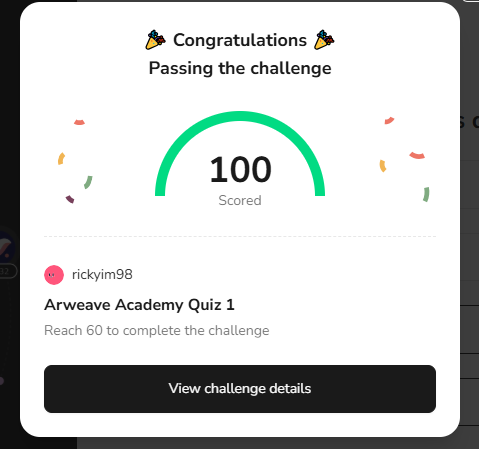 🎉 Congratulations 🎉
Passing the challenge
100
Scored
rickyim98
Arweave Academy Quiz 1
Reach 60 to complete the challenge
View challenge details